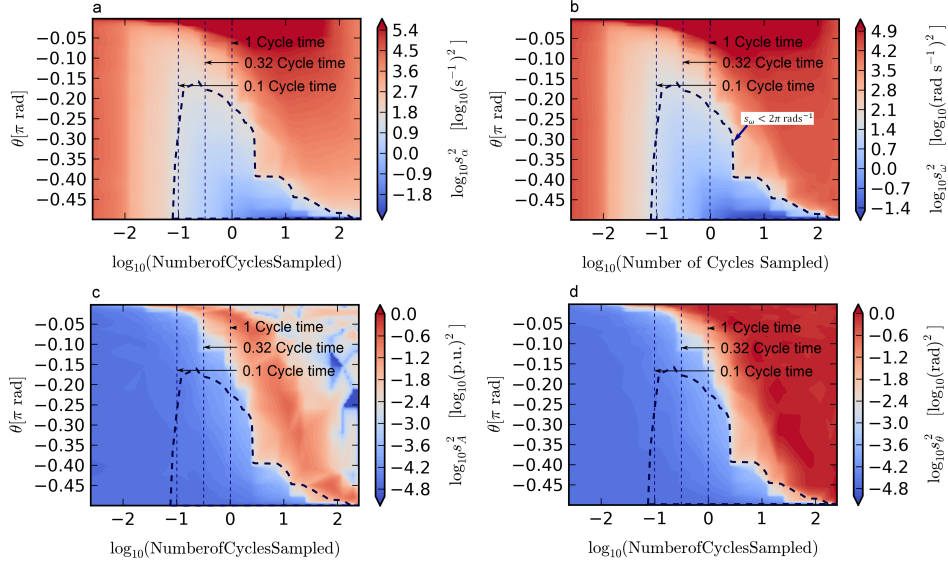 a
θ[π rad]
−0.05
−0.10
−0.15
−0.20
−0.25
−0.30
−0.35
−0.40
−0.45
1 Cycle time
0.32 Cycle time
0.1 Cycle time
−2 −1 0 1 2
log₁₀(NumberofCyclesSampled)
5.4
4.5
3.6
2.7
1.8
0.9
0.0
−0.9
−1.8
log₁₀s²_α [log₁₀(s⁻¹)²]
b
θ[π rad]
−0.05
−0.10
−0.15
−0.20
−0.25
−0.30
−0.35
−0.40
−0.45
1 Cycle time
0.32 Cycle time
0.1 Cycle time
s_ω < 2π rads⁻¹
−2 −1 0 1 2
log₁₀(Number of Cycles Sampled)
4.9
4.2
3.5
2.8
2.1
1.4
0.7
0.0
−0.7
−1.4
log₁₀s²_ω [log₁₀(rad s⁻¹)²]
c
θ[π rad]
−0.05
−0.10
−0.15
−0.20
−0.25
−0.30
−0.35
−0.40
−0.45
1 Cycle time
0.32 Cycle time
0.1 Cycle time
−2 −1 0 1 2
log₁₀(NumberofCyclesSampled)
0.0
−0.6
−1.2
−1.8
−2.4
−3.0
−3.6
−4.2
−4.8
log₁₀s²_Â [log₁₀(p.u.)²]
d
θ[π rad]
−0.05
−0.10
−0.15
−0.20
−0.25
−0.30
−0.35
−0.40
−0.45
1 Cycle time
0.32 Cycle time
0.1 Cycle time
−2 −1 0 1 2
log₁₀(NumberofCyclesSampled)
0.0
−0.6
−1.2
−1.8
−2.4
−3.0
−3.6
−4.2
−4.8
log₁₀s²_θ̂ [log₁₀(rad)²]